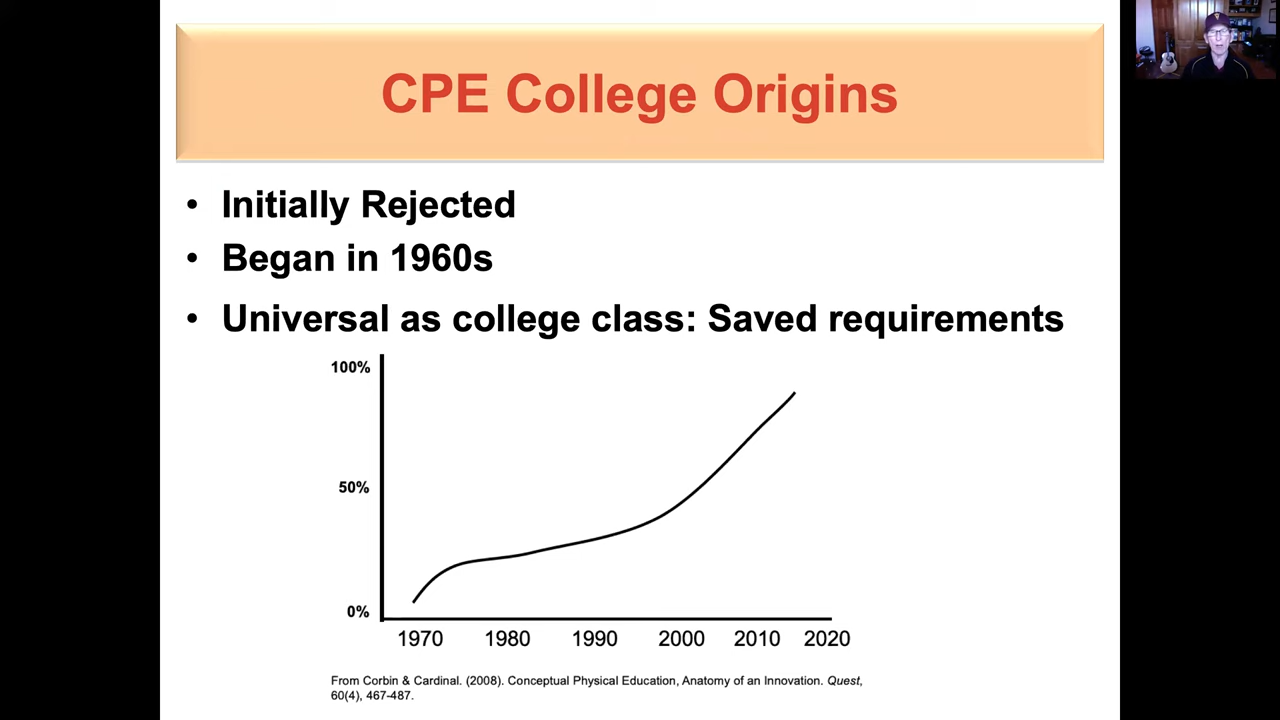 CPE College Origins
• Initially Rejected
• Began in 1960s
• Universal as college class: Saved requirements
100%
50%
0%
1970 1980 1990 2000 2010 2020
From Corbin & Cardinal. (2008). Conceptual Physical Education, Anatomy of an Innovation. Quest,
60(4), 467-487.